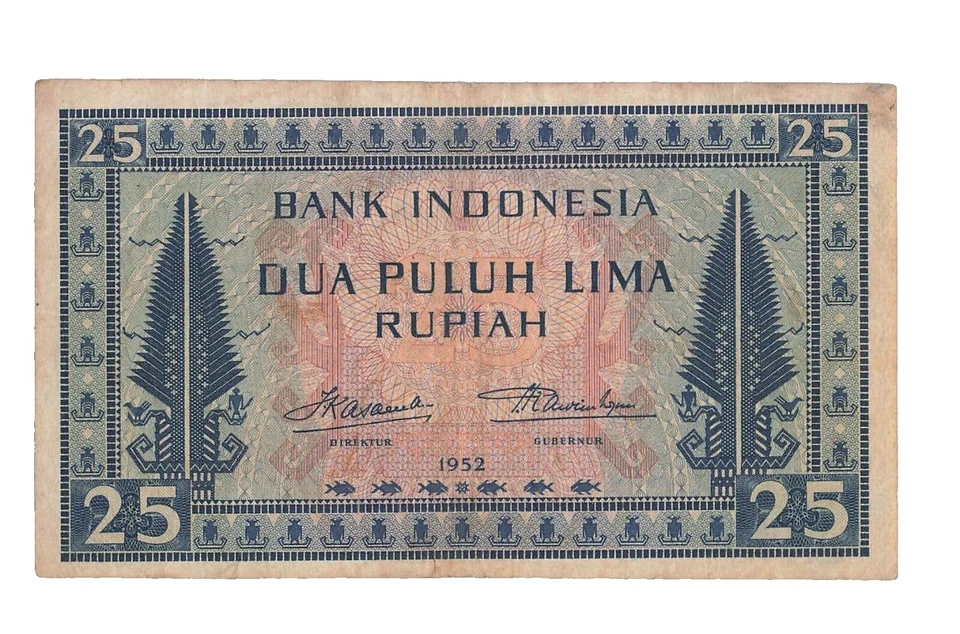 25 25
BANK INDONESIA
DUA PULUH LIMA
RUPIAH
DIREKTUR GUBERNUR
1952
25 25